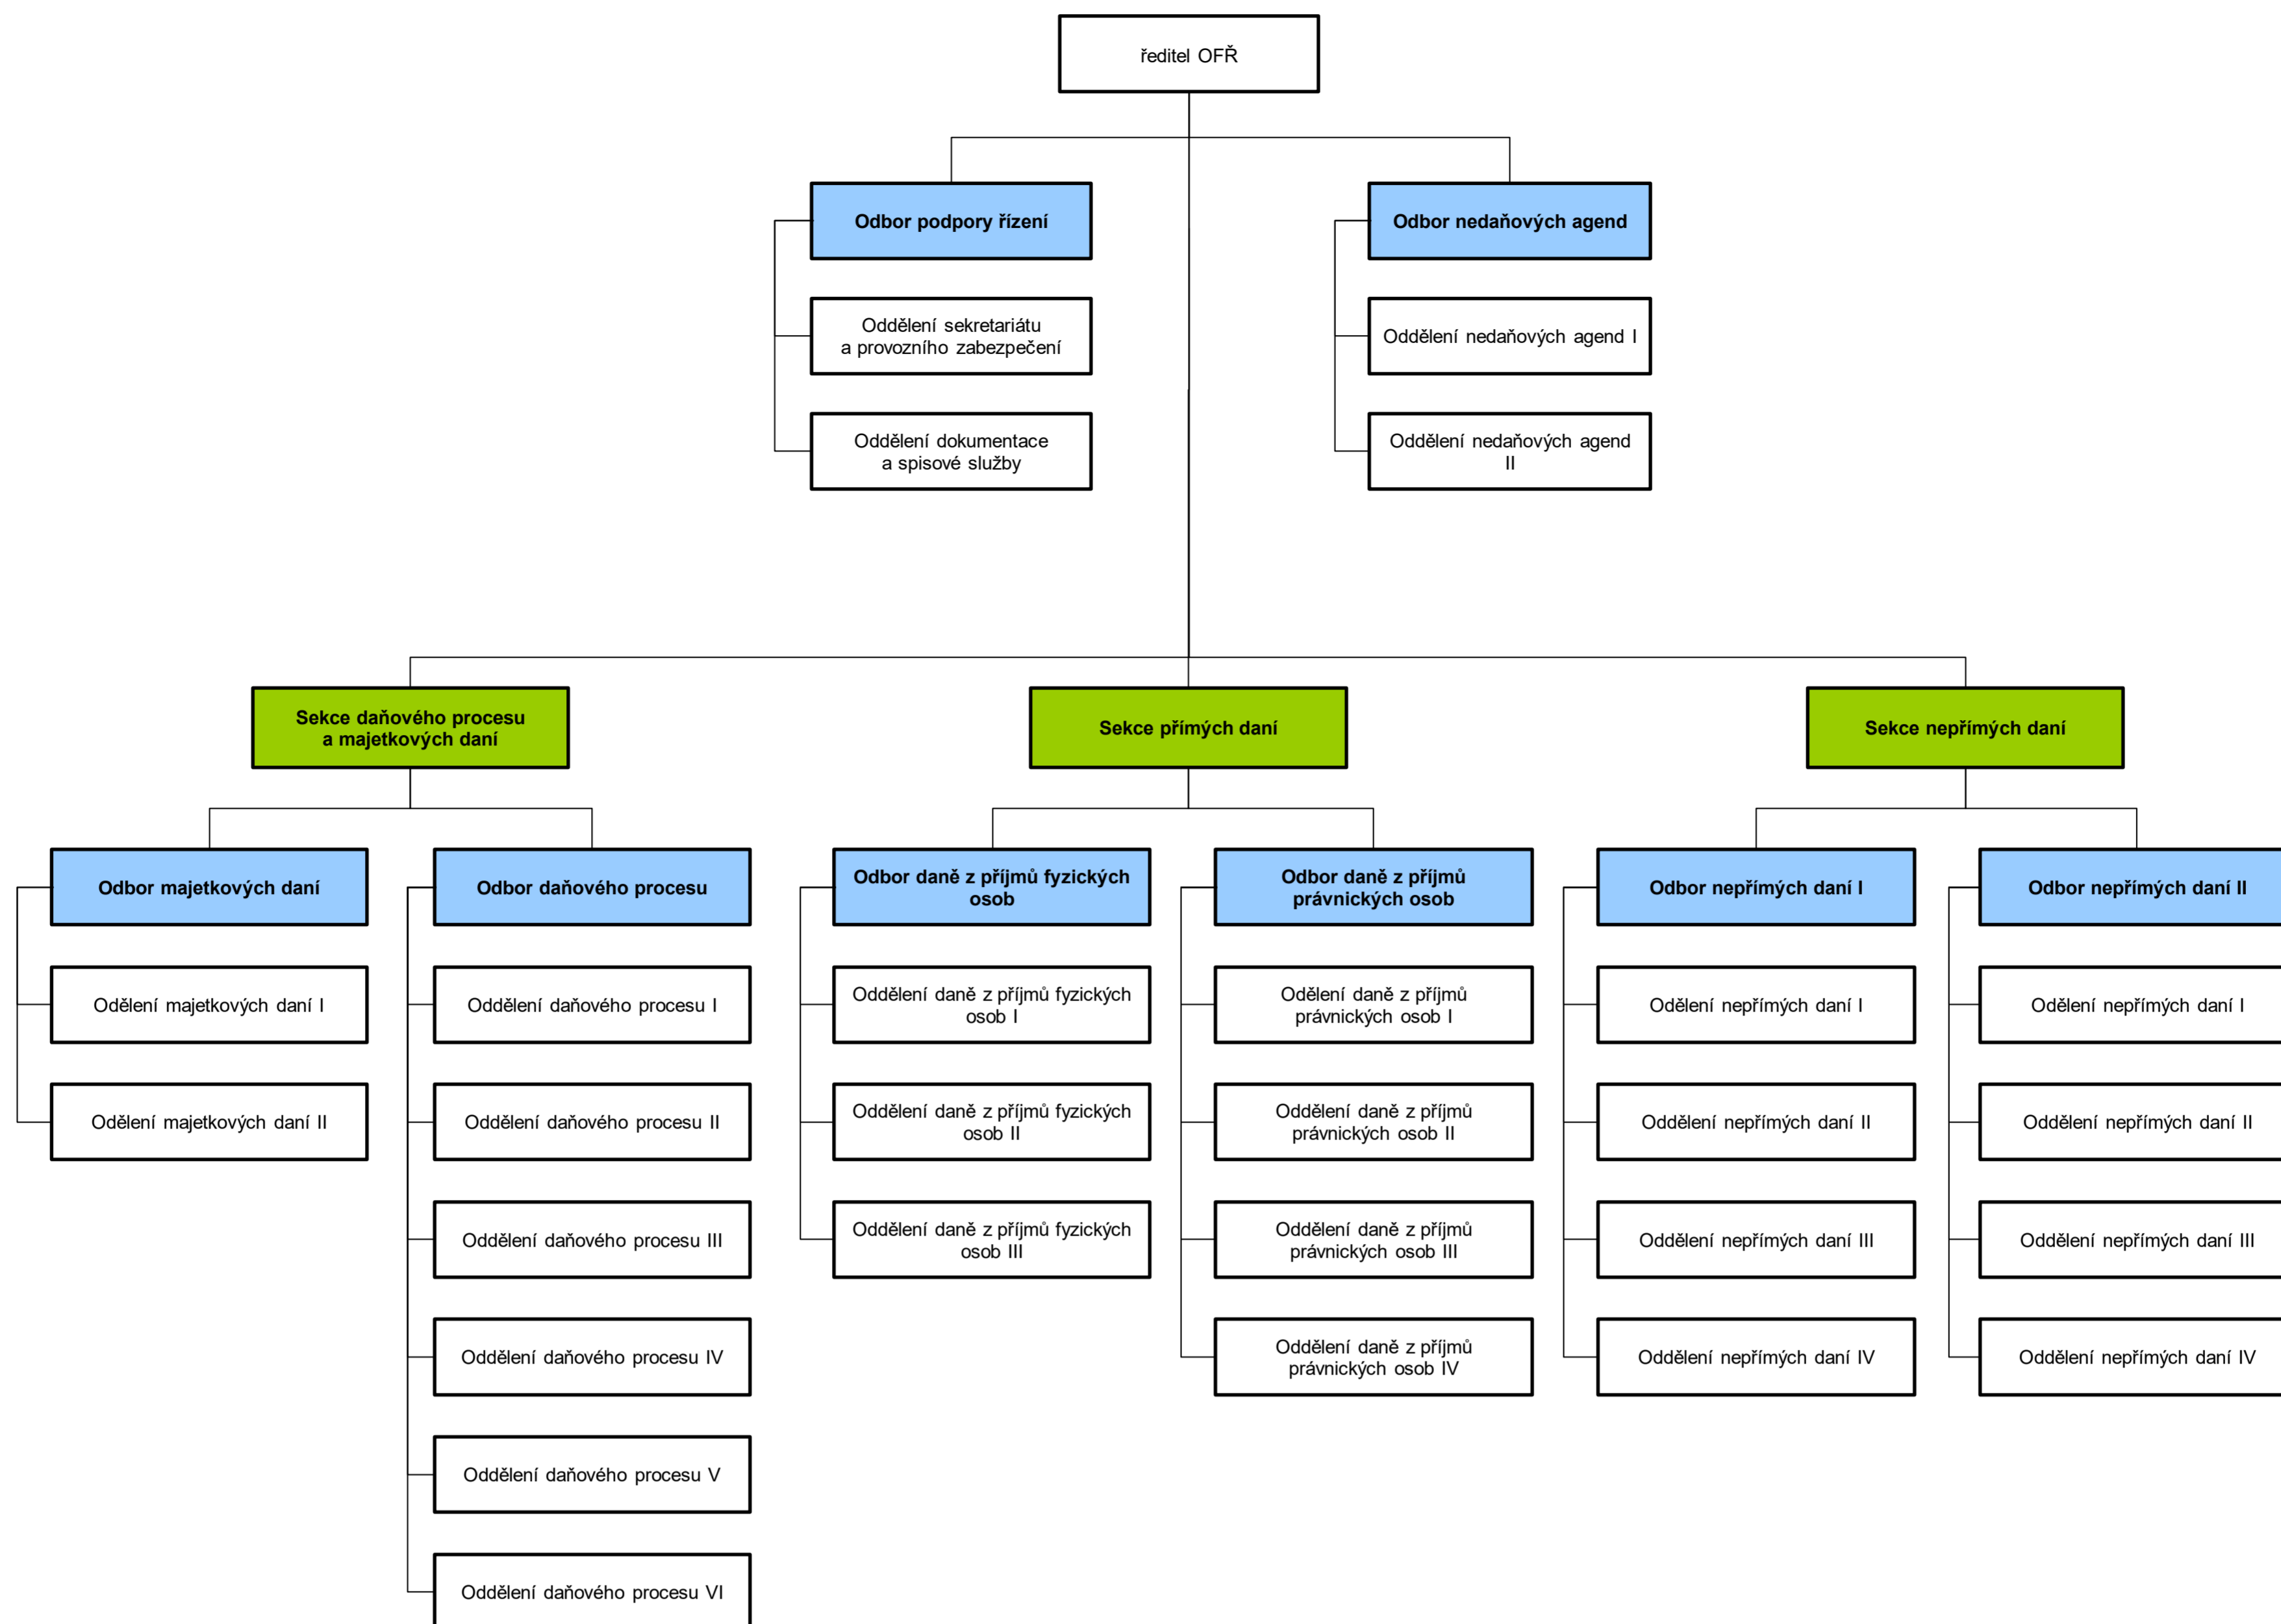 ředitel OFŘ
Odbor podpory řízení
Odbor nedaňových agend
Oddělení sekretariátu
a provozního zabezpečení
Oddělení nedaňových agend I
Oddělení dokumentace
a spisové služby
Oddělení nedaňových agend
II
Sekce daňového procesu
a majetkových daní
Sekce přímých daní
Sekce nepřímých daní
Odbor majetkových daní
Odbor daňového procesu
Odbor daně z příjmů fyzických
osob
Odbor daně z příjmů
právnických osob
Odbor nepřímých daní I
Odbor nepřímých daní II
Odělení majetkových daní I
Oddělení daňového procesu I
Oddělení daně z příjmů fyzických
osob I
Odělení daně z příjmů
právnických osob I
Odělení nepřímých daní I
Odělení nepřímých daní I
Odělení majetkových daní II
Oddělení daňového procesu II
Oddělení daně z příjmů fyzických
osob II
Oddělení daně z příjmů
právnických osob II
Oddělení nepřímých daní II
Oddělení nepřímých daní II
Oddělení daňového procesu III
Oddělení daně z příjmů fyzických
osob III
Oddělení daně z příjmů
právnických osob III
Oddělení nepřímých daní III
Oddělení nepřímých daní III
Oddělení daňového procesu IV
Oddělení daně z příjmů
právnických osob IV
Oddělení nepřímých daní IV
Oddělení nepřímých daní IV
Oddělení daňového procesu V
Oddělení daňového procesu VI